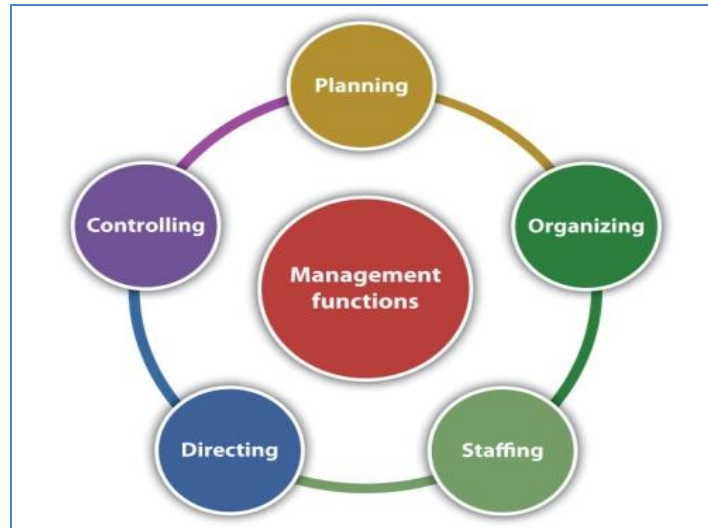 Planning
Organizing
Staffing
Directing
Controlling
Management
functions